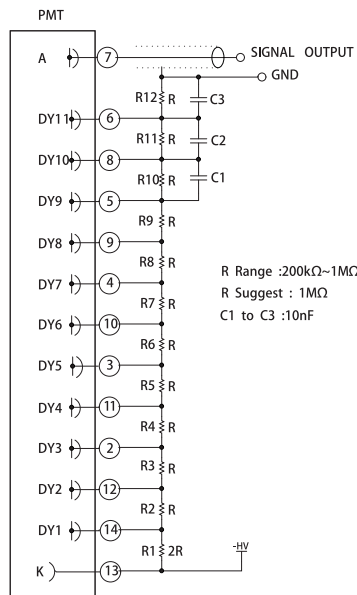 PMT
A 7 SIGNAL OUTPUT
GND
R12 R C3
DY11 6
R11 R C2
DY10 8
R10 R C1
DY9 5
R9 R
DY8 9
R8 R
R Range :200kΩ~1MΩ
DY7 4
R Suggest : 1MΩ
R7 R
C1 to C3 :10nF
DY6 10
R6 R
DY5 3
R5 R
DY4 11
R4 R
DY3 2
R3 R
DY2 12
R2 R
DY1 14
R1 2R
-HV
K 13